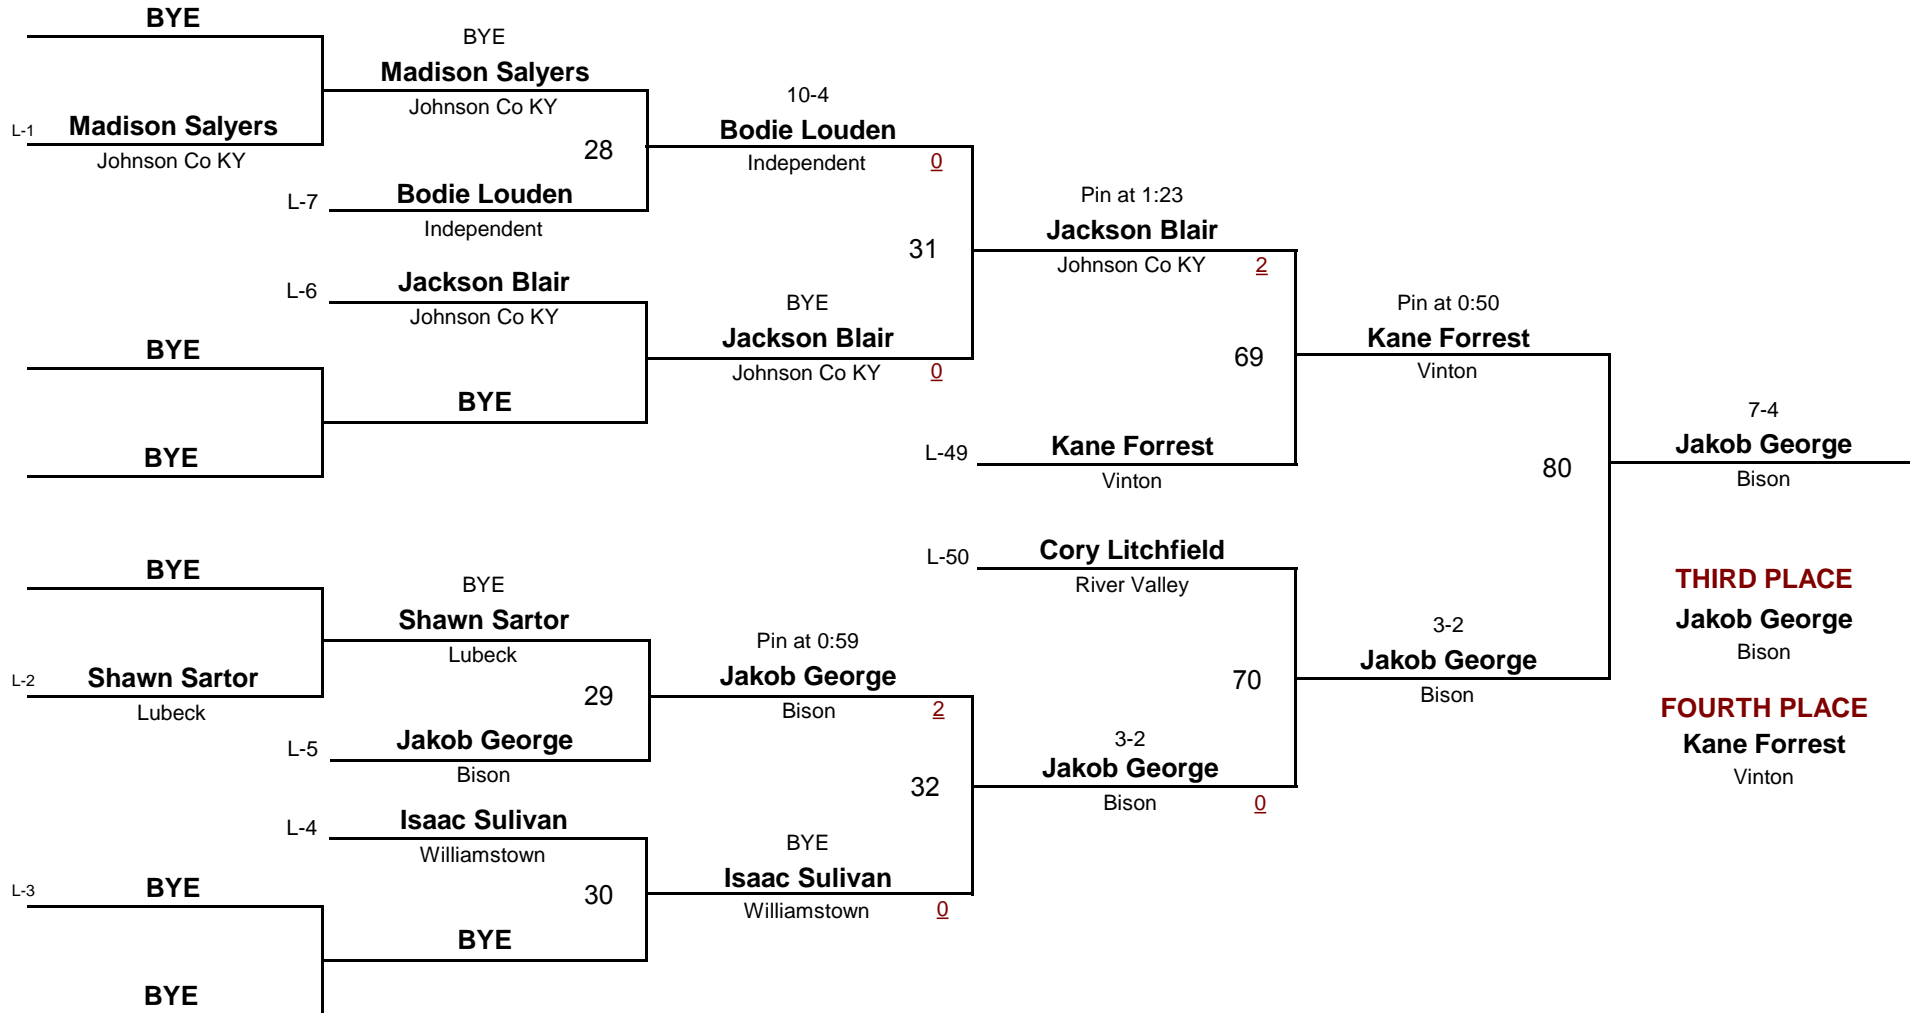 BYE
L-1 Madison Salyers
Johnson Co KY
BYE
BYE
BYE
L-2 Shawn Sartor
Lubeck
L-3 BYE
BYE
BYE
Madison Salyers
Johnson Co KY
28
L-7 Bodie Louden
Independent
L-6 Jackson Blair
Johnson Co KY
BYE
BYE
Shawn Sartor
Lubeck
29
L-5 Jakob George
Bison
L-4 Isaac Sulivan
Williamstown
30
BYE
10-4
Bodie Louden
Independent 0
31
BYE
Jackson Blair
Johnson Co KY 0
Pin at 0:59
Jakob George
Bison 2
32
BYE
Isaac Sulivan
Williamstown 0
Pin at 1:23
Jackson Blair
Johnson Co KY 2
69
L-49 Kane Forrest
Vinton
L-50 Cory Litchfield
River Valley
70
3-2
Jakob George
Bison 0
Pin at 0:50
Kane Forrest
Vinton
80
3-2
Jakob George
Bison
7-4
Jakob George
Bison
THIRD PLACE
Jakob George
Bison
FOURTH PLACE
Kane Forrest
Vinton